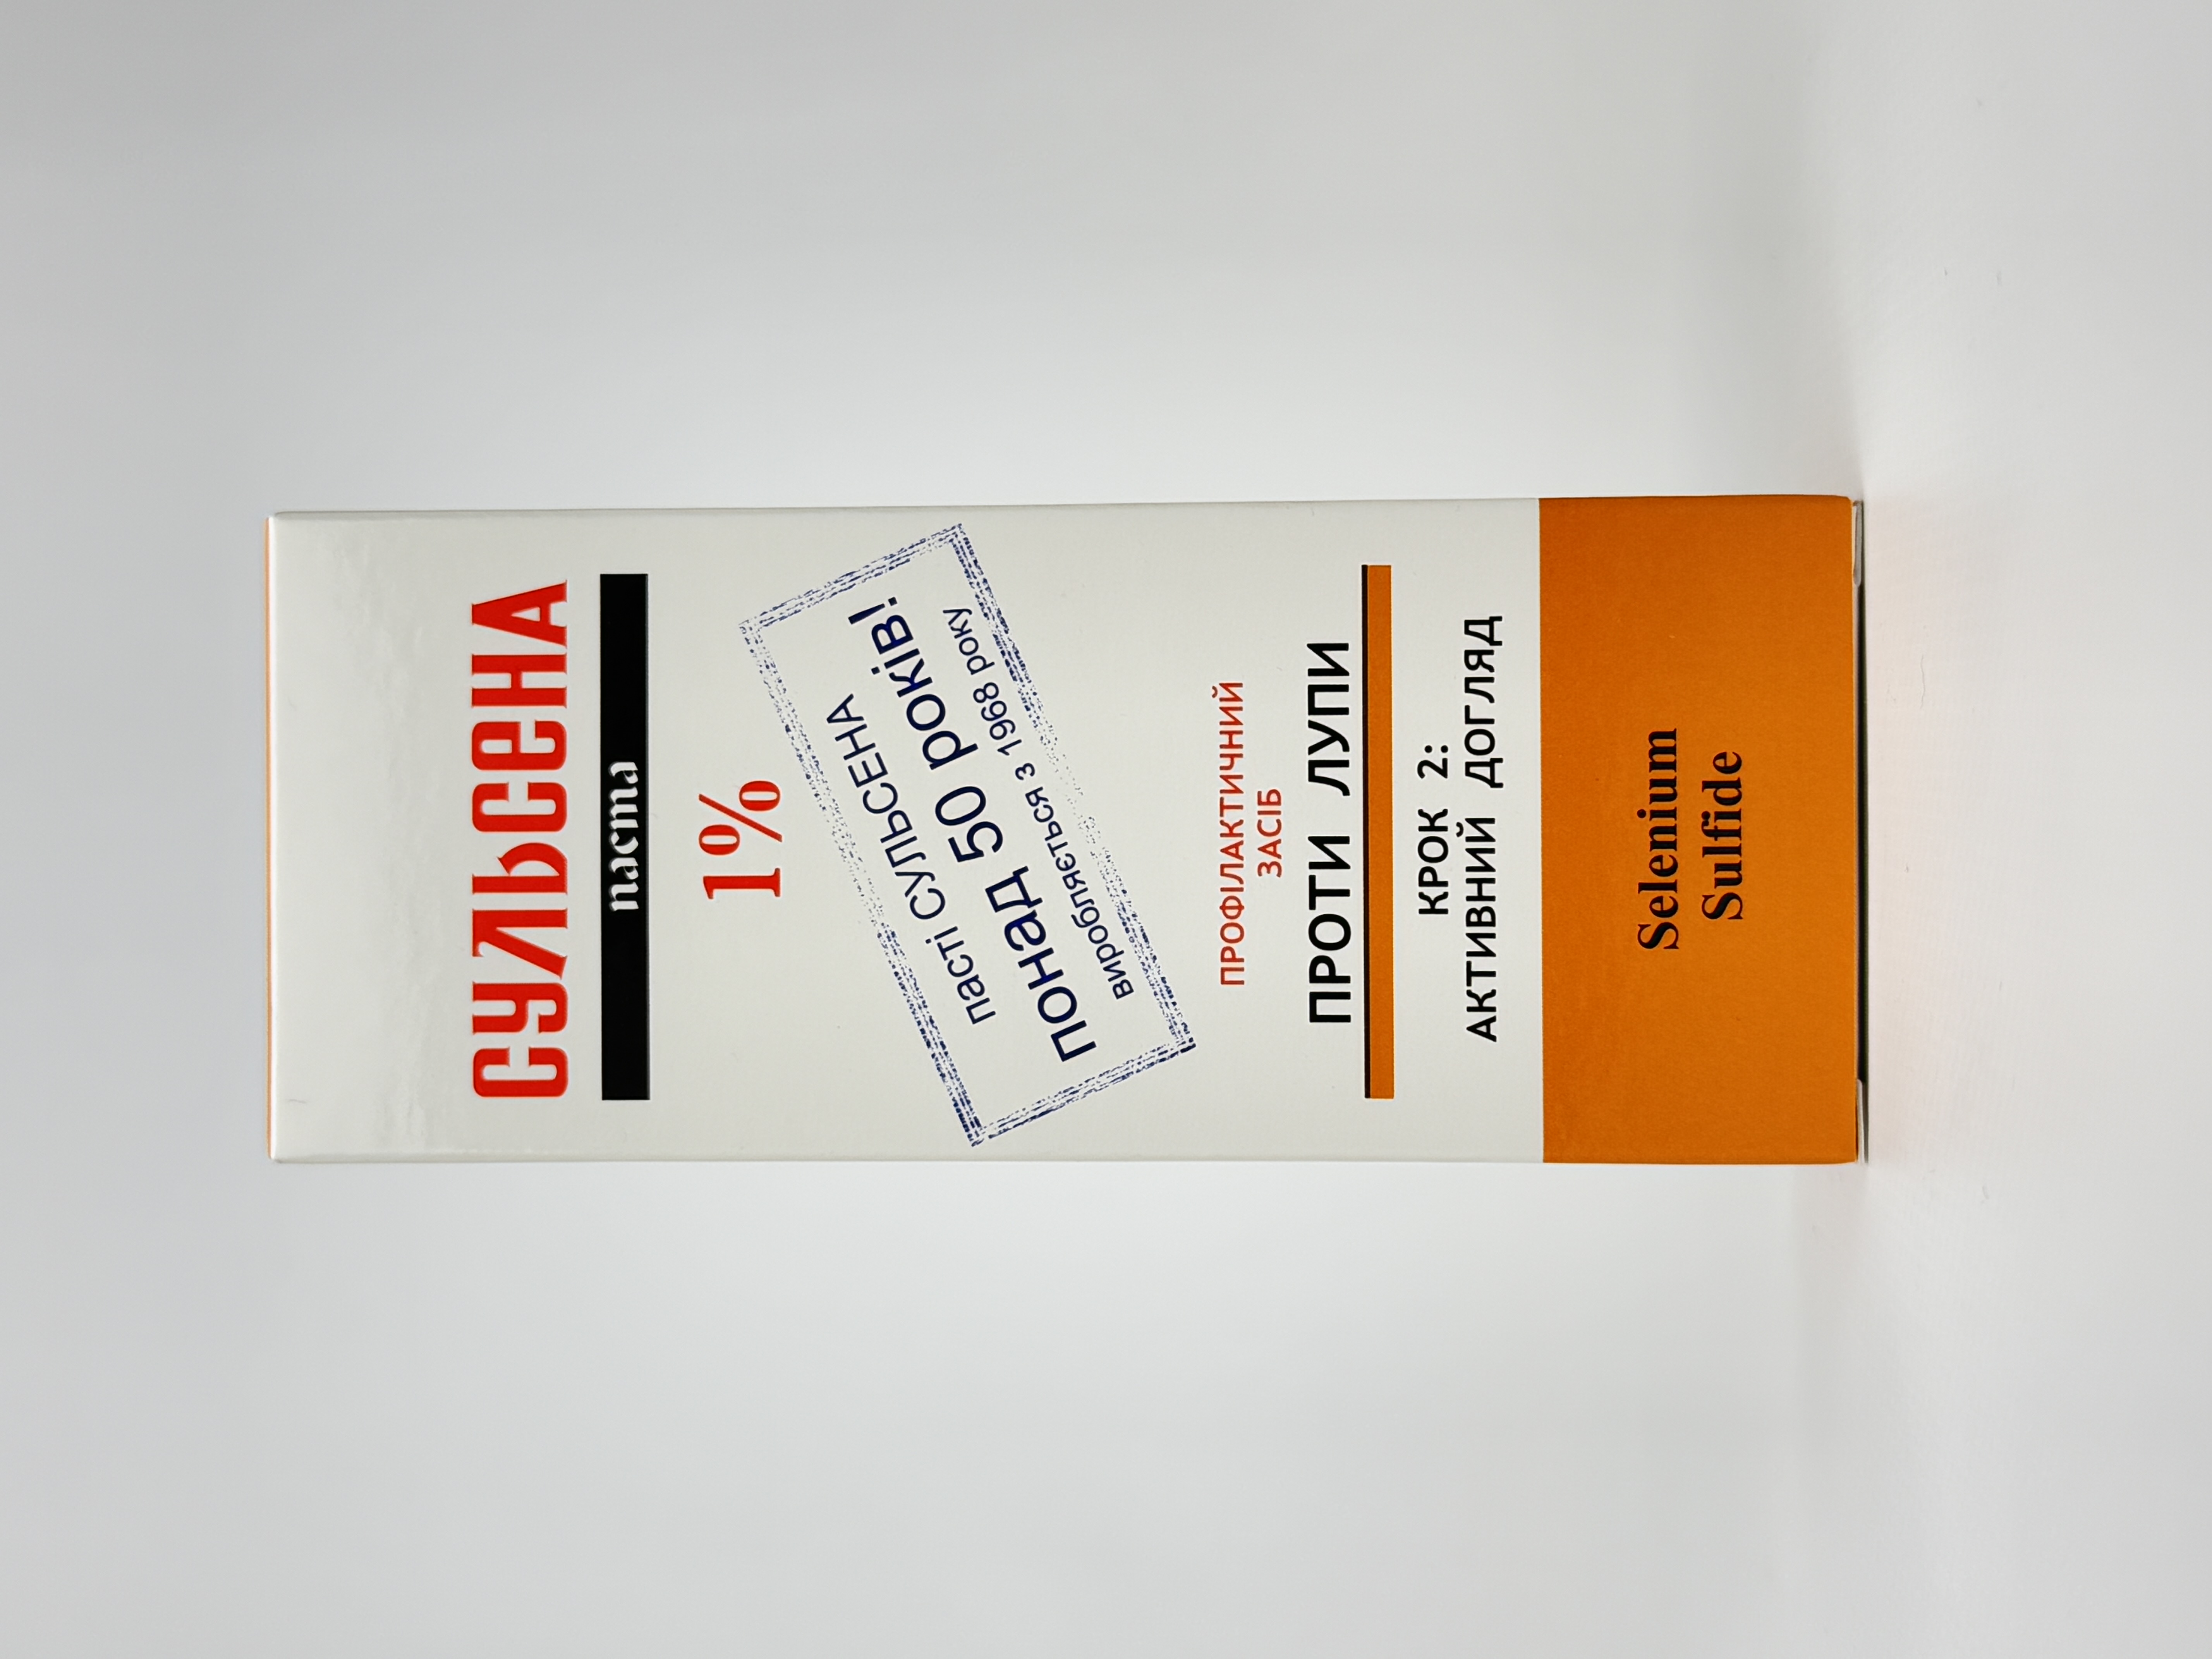 СУЛЬСЕНА
паста
1%
пасті СУЛЬСЕНА
понад 50 років!
виробляється з 1968 року
ПРОФІЛАКТИЧНИЙ
ЗАСІБ
ПРОТИ ЛУПИ
КРОК 2:
АКТИВНИЙ ДОГЛЯД
Selenium
Sulfide